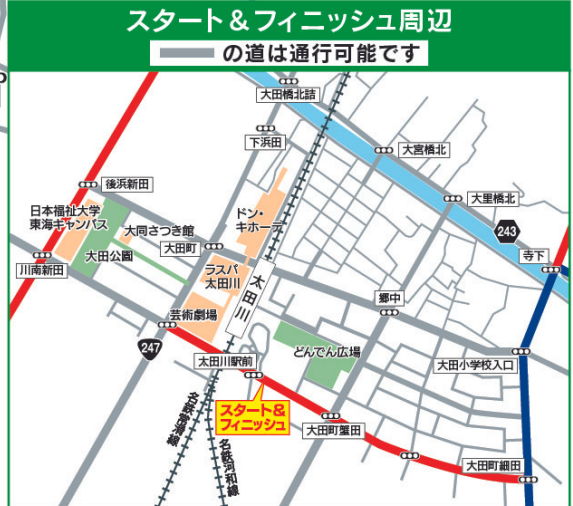 スタート＆フィニッシュ周辺
の道は通行可能です
大田橋北詰
下浜田
大宮橋北
後浜新田
大里橋北
日本福祉大学
東海キャンパス
ドン・
キホーテ
大同さつき館
243
大田町
寺下
大田公園
川南新田
ラスパ
太田川
太田川
郷中
芸術劇場
247
太田川駅前
どんでん広場
大田小学校入口
スタート&
フィニッシュ
名鉄常滑線
名鉄河和線
大田町蟹田
大田町細田